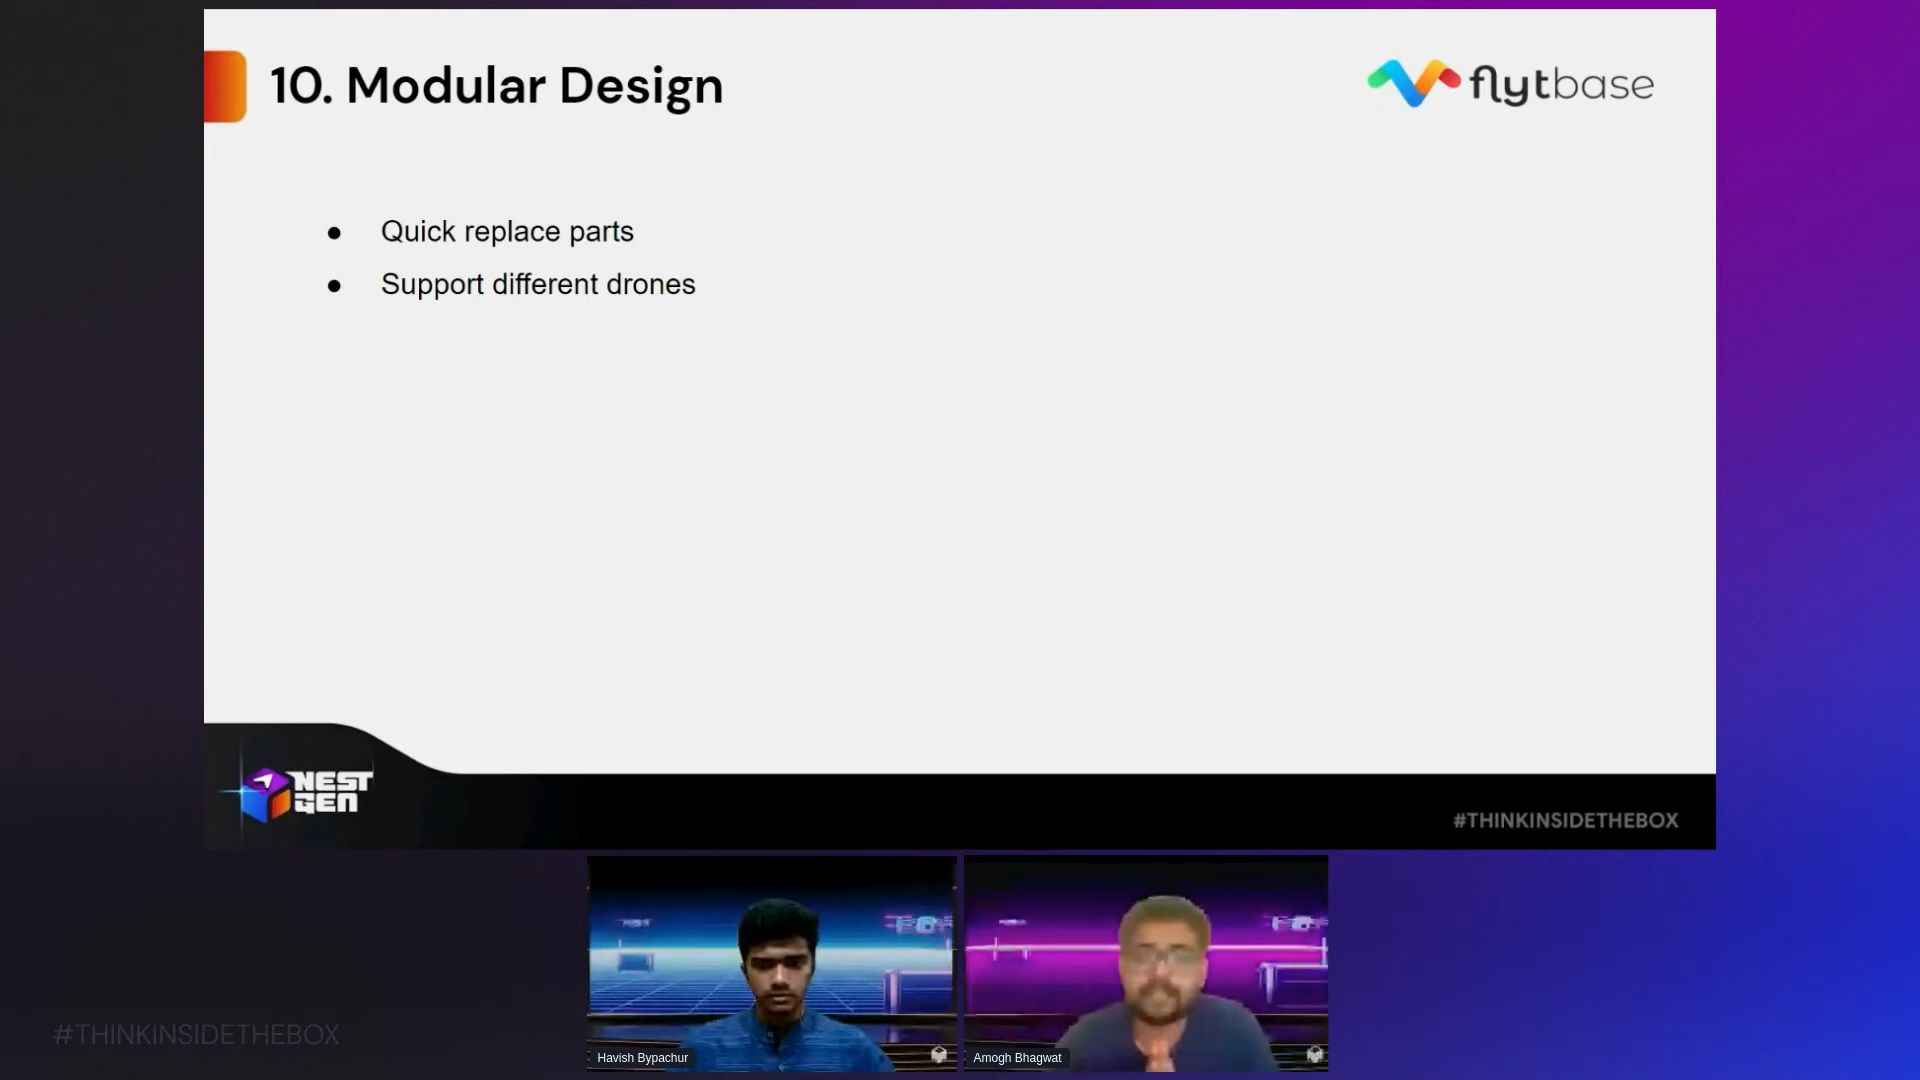 10. Modular Design
flytbase
● Quick replace parts
● Support different drones
NEST
GEN
#THINKINSIDETHEBOX
#THINKINSIDETHEBOX
Havish Bypachur
Amogh Bhagwat